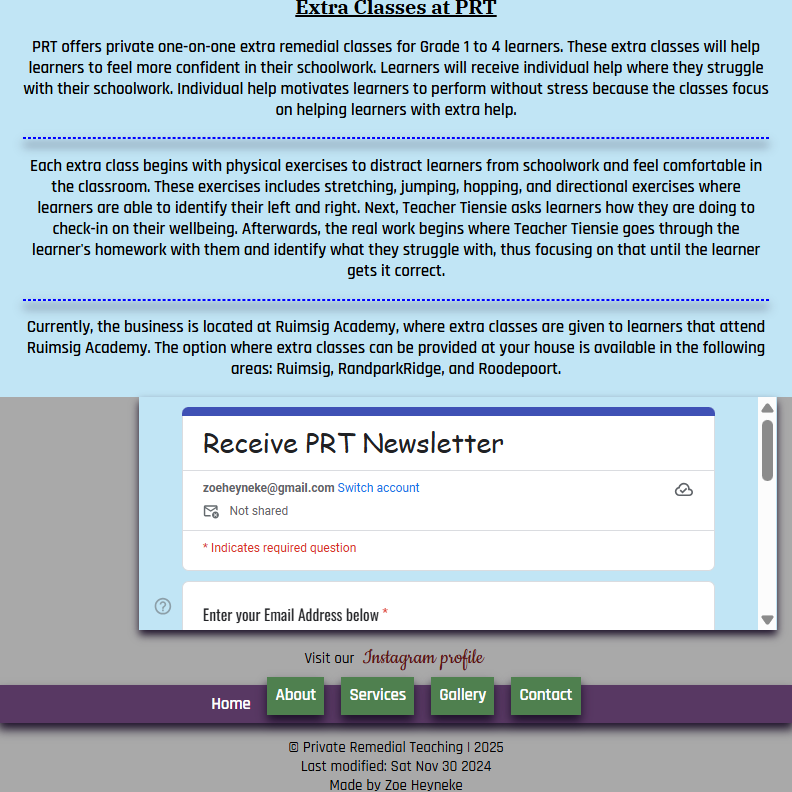 Extra Classes at PRT
PRT offers private one-on-one extra remedial classes for Grade 1 to 4 learners. These extra classes will help
learners to feel more confident in their schoolwork. Learners will receive individual help where they struggle
with their schoolwork. Individual help motivates learners to perform without stress because the classes focus
on helping learners with extra help.
Each extra class begins with physical exercises to distract learners from schoolwork and feel comfortable in
the classroom. These exercises includes stretching, jumping, hopping, and directional exercises where
learners are able to identify their left and right. Next, Teacher Tiensie asks learners how they are doing to
check-in on their wellbeing. Afterwards, the real work begins where Teacher Tiensie goes through the
learner's homework with them and identify what they struggle with, thus focusing on that until the learner
gets it correct.
Currently, the business is located at Ruimsig Academy, where extra classes are given to learners that attend
Ruimsig Academy. The option where extra classes can be provided at your house is available in the following
areas: Ruimsig, RandparkRidge, and Roodepoort.
Receive PRT Newsletter
zoeheyneke@gmail.com Switch account
Not shared
* Indicates required question
Enter your Email Address below *
Visit our Instagram profile
Home About Services Gallery Contact
© Private Remedial Teaching | 2025
Last modified: Sat Nov 30 2024
Made by Zoe Heyneke